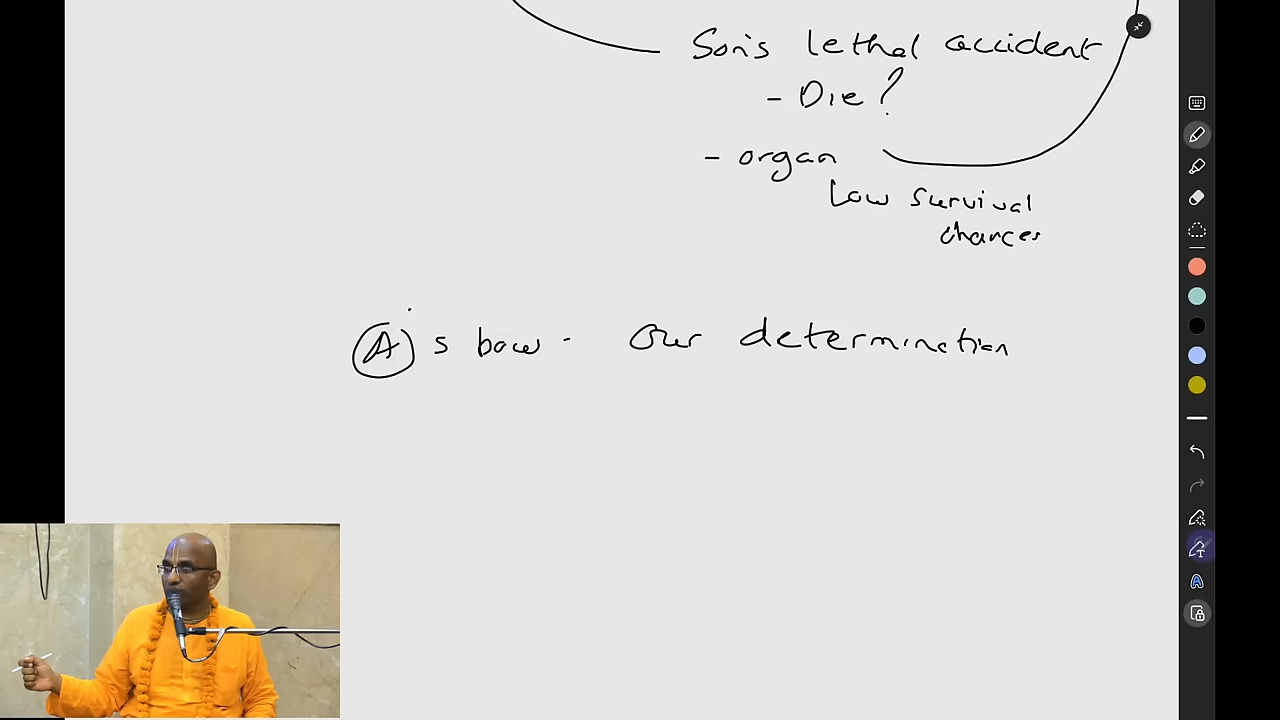 Son's lethal accident
- Die?
- organ
Low survival
chances
A s bow - Our determination